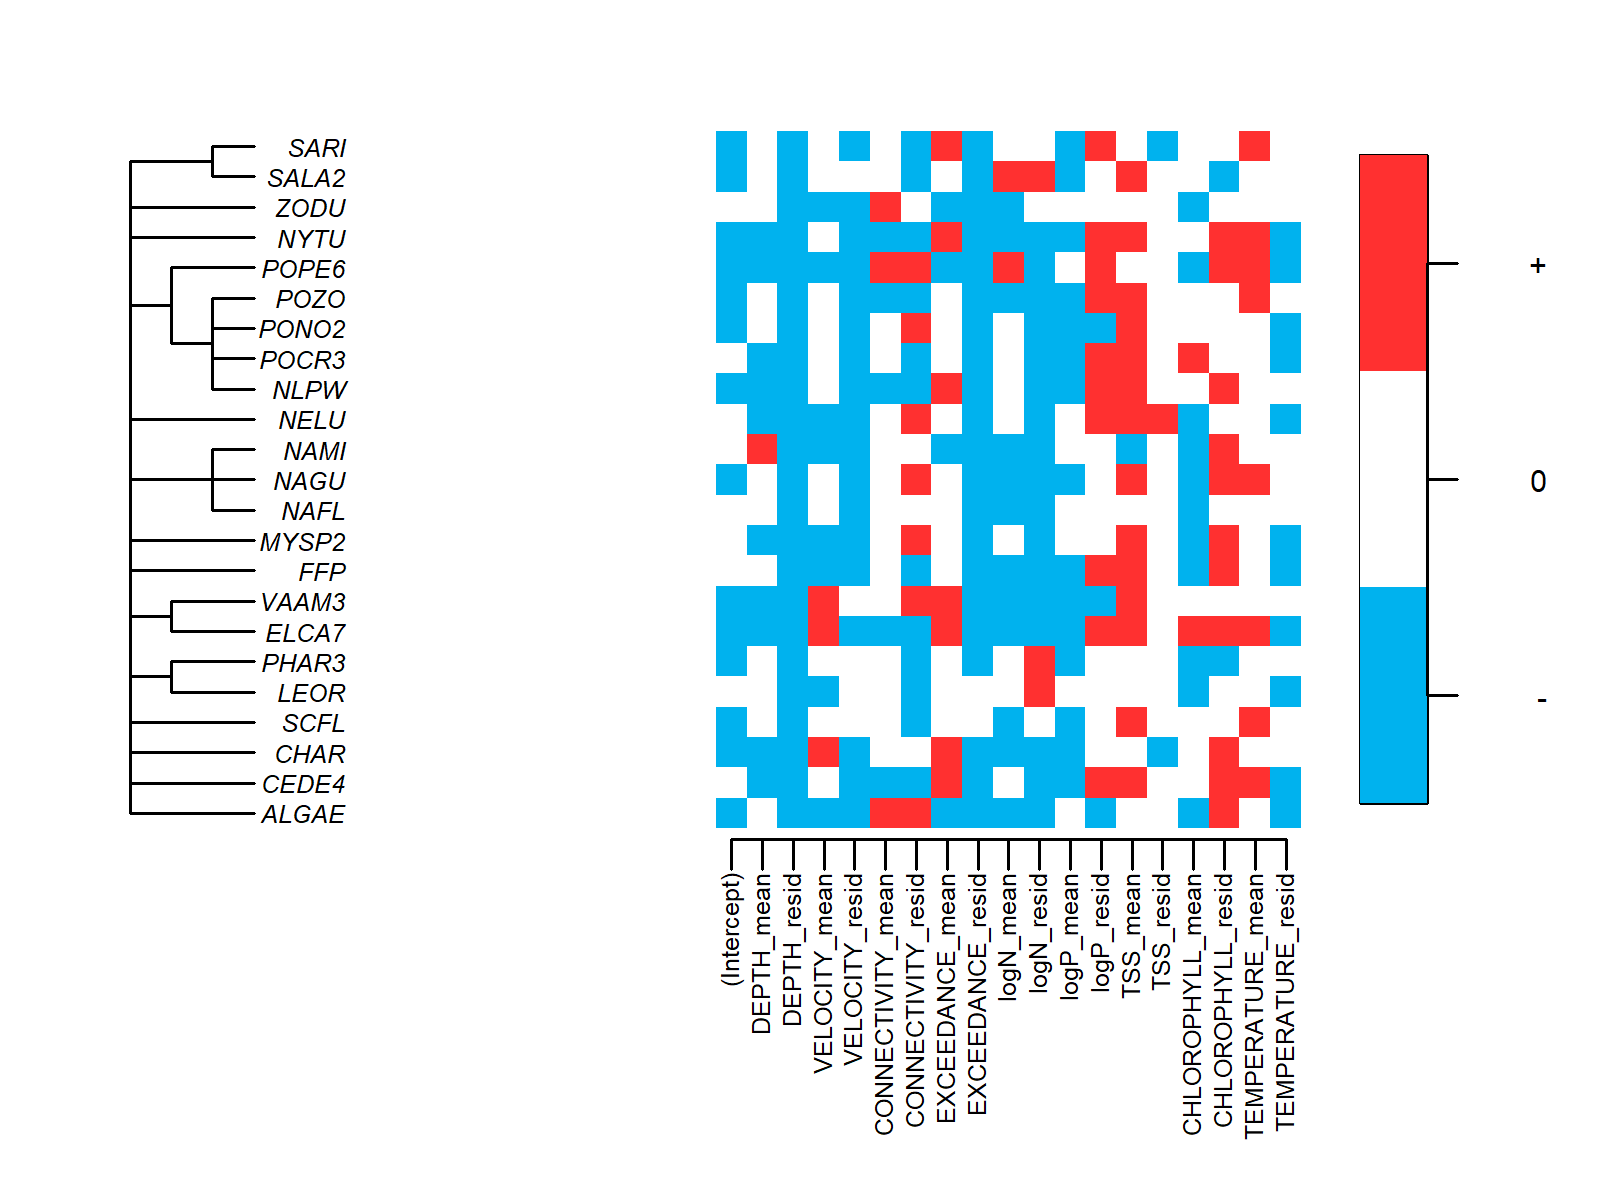 SARI
SALA2
ZODU
NYTU
POPE6
POZO
PONO2
POCR3
NLPW
NELU
NAMI
NAGU
NAFL
MYSP2
FFP
VAAM3
ELCA7
PHAR3
LEOR
SCFL
CHAR
CEDE4
ALGAE
(Intercept)
DEPTH_mean
DEPTH_resid
VELOCITY_mean
VELOCITY_resid
CONNECTIVITY_mean
CONNECTIVITY_resid
EXCEEDANCE_mean
EXCEEDANCE_resid
logN_mean
logN_resid
logP_mean
logP_resid
TSS_mean
TSS_resid
CHLOROPHYLL_mean
CHLOROPHYLL_resid
TEMPERATURE_mean
TEMPERATURE_resid
+
0
-